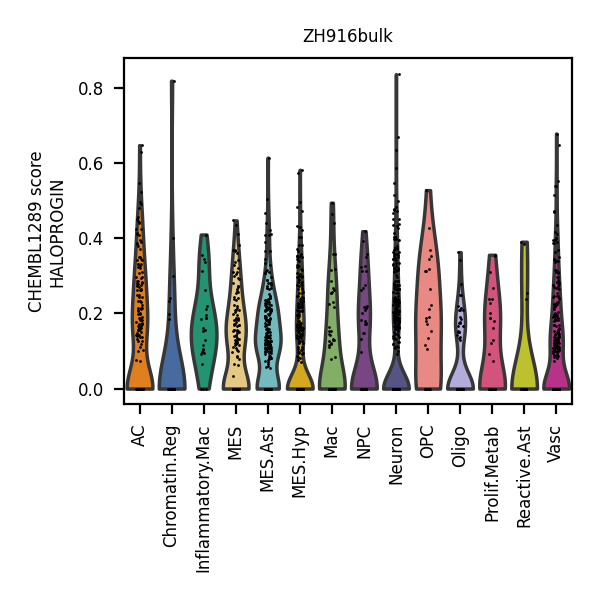 ZH916bulk
CHEMBL1289 score
HALOPROGIN
0.8
0.6
0.4
0.2
0.0
AC
Chromatin.Reg
Inflammatory.Mac
MES
MES.Ast
MES.Hyp
Mac
NPC
Neuron
OPC
Oligo
Prolif.Metab
Reactive.Ast
Vasc